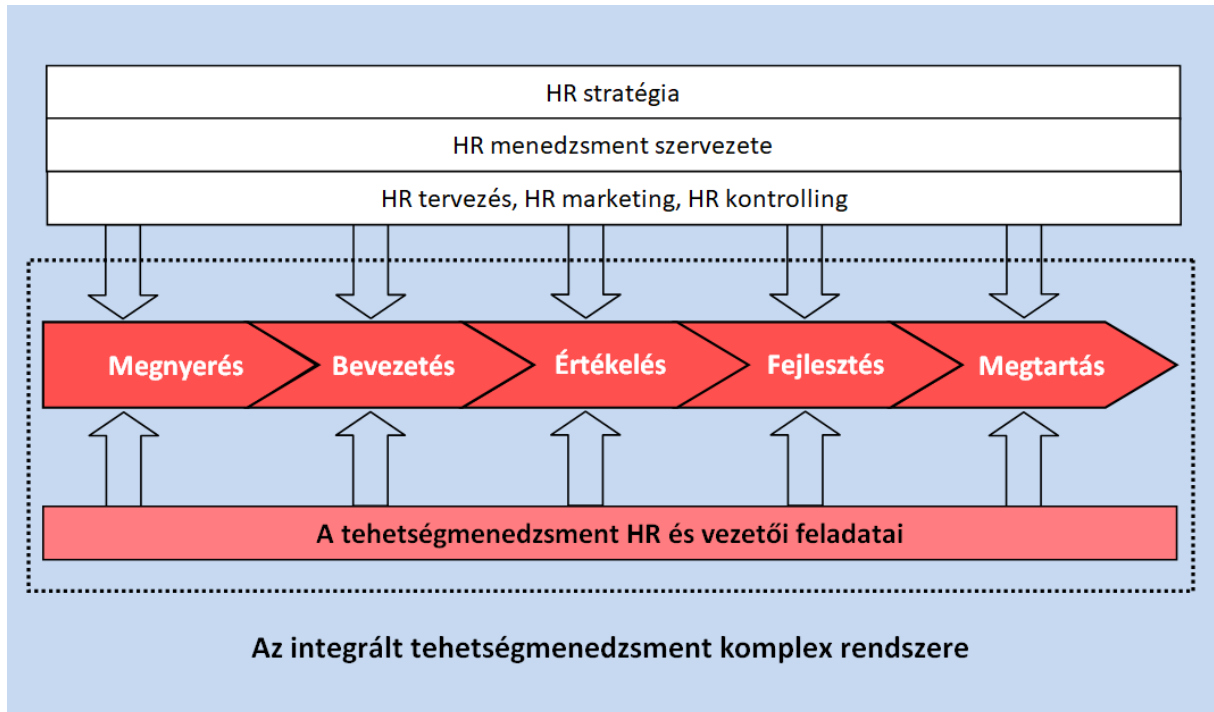 HR stratégia
HR menedzsment szervezete
HR tervezés, HR marketing, HR kontrolling
Megnyerés
Bevezetés
Értékelés
Fejlesztés
Megtartás
A tehetségmenedzsment HR és vezetői feladatai
Az integrált tehetségmenedzsment komplex rendszere